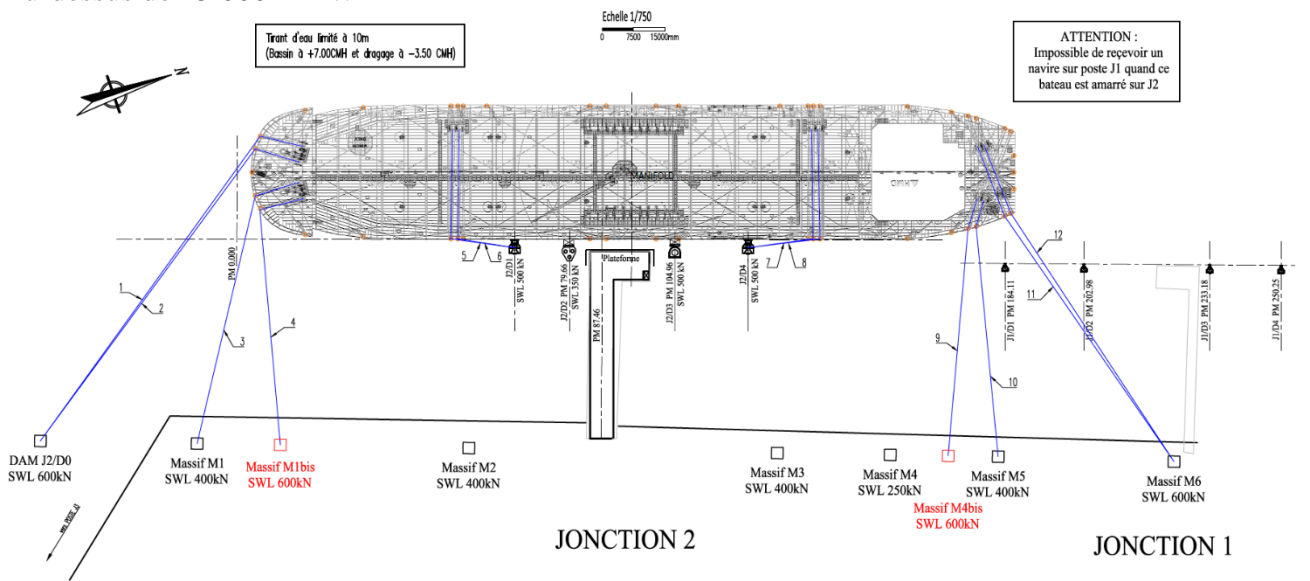 Echelle 1/750
0 7500 15000mm
Tirant d'eau limité à 10m
(Bassin à +7.00CMH et dragage à -3.50 CMH)
ATTENTION :
Impossible de reçevoir un
navire sur poste J1 quand ce
bateau est amarré sur J2
N
MANIFOLD
PM 0.000
1
2
3
4
5
6
7
8
9
10
11
12
J2/D1
SWL 500 kN
J2/D2 PM 79.66
SWL 350 kN
Plateforme
PM 87.46
J2/D3 PM 104.96
SWL 500 kN
J2/D4
SWL 500 kN
J1/D1 PM 184.11
J1/D2 PM 202.98
J1/D3 PM 233.18
J1/D4 PM 250.25
DAM J2/D0
SWL 600kN
Massif M1
SWL 400kN
Massif M1bis
SWL 600kN
Massif M2
SWL 400kN
Massif M3
SWL 400kN
Massif M4
SWL 250kN
Massif M4bis
SWL 600kN
Massif M5
SWL 400kN
Massif M6
SWL 600kN
JONCTION 2
JONCTION 1